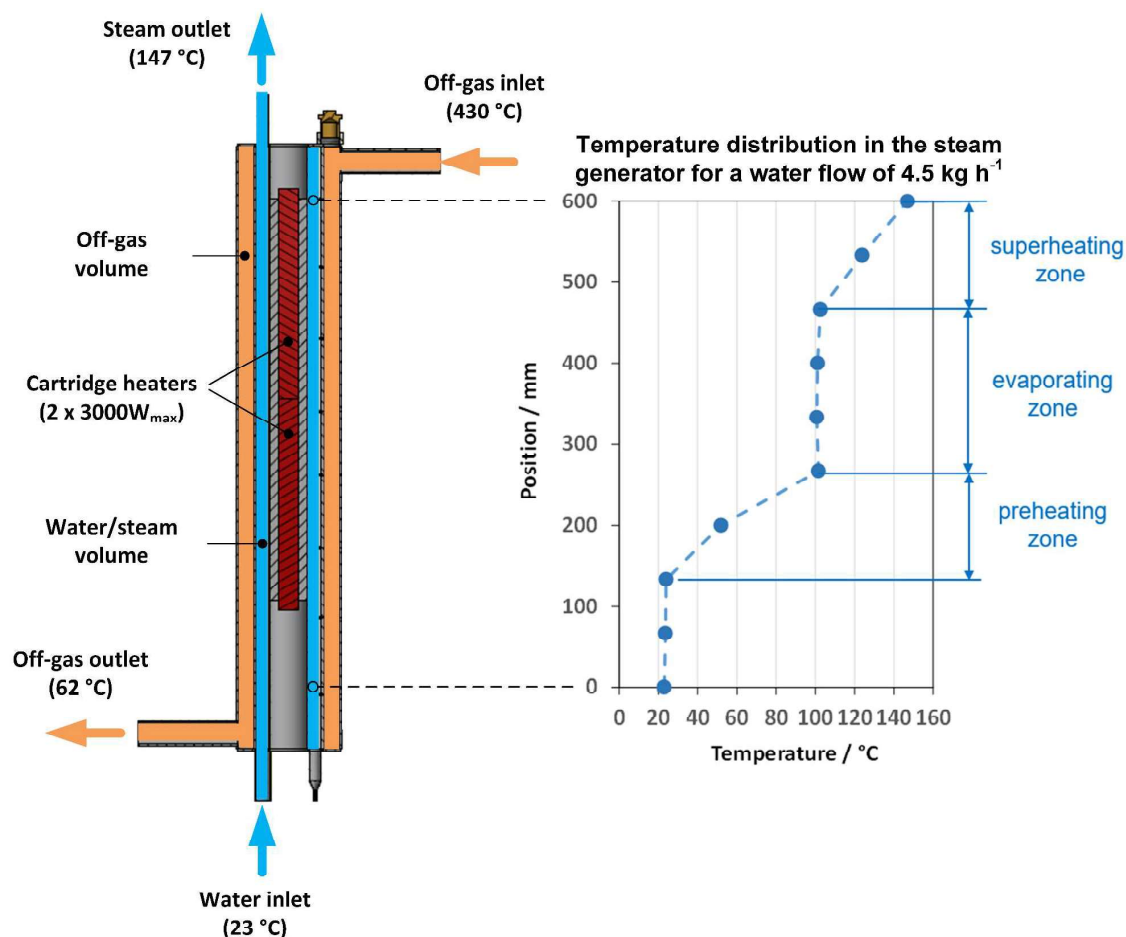 Steam outlet
(147 °C)
Off-gas inlet
(430 °C)
Off-gas
volume
Cartridge heaters
(2 x 3000Wmax)
Water/steam
volume
Off-gas outlet
(62 °C)
Water inlet
(23 °C)
Temperature distribution in the steam
generator for a water flow of 4.5 kg h⁻¹
600
500
400
300
200
100
0
Position / mm
0 20 40 60 80 100 120 140 160
Temperature / °C
superheating
zone
evaporating
zone
preheating
zone